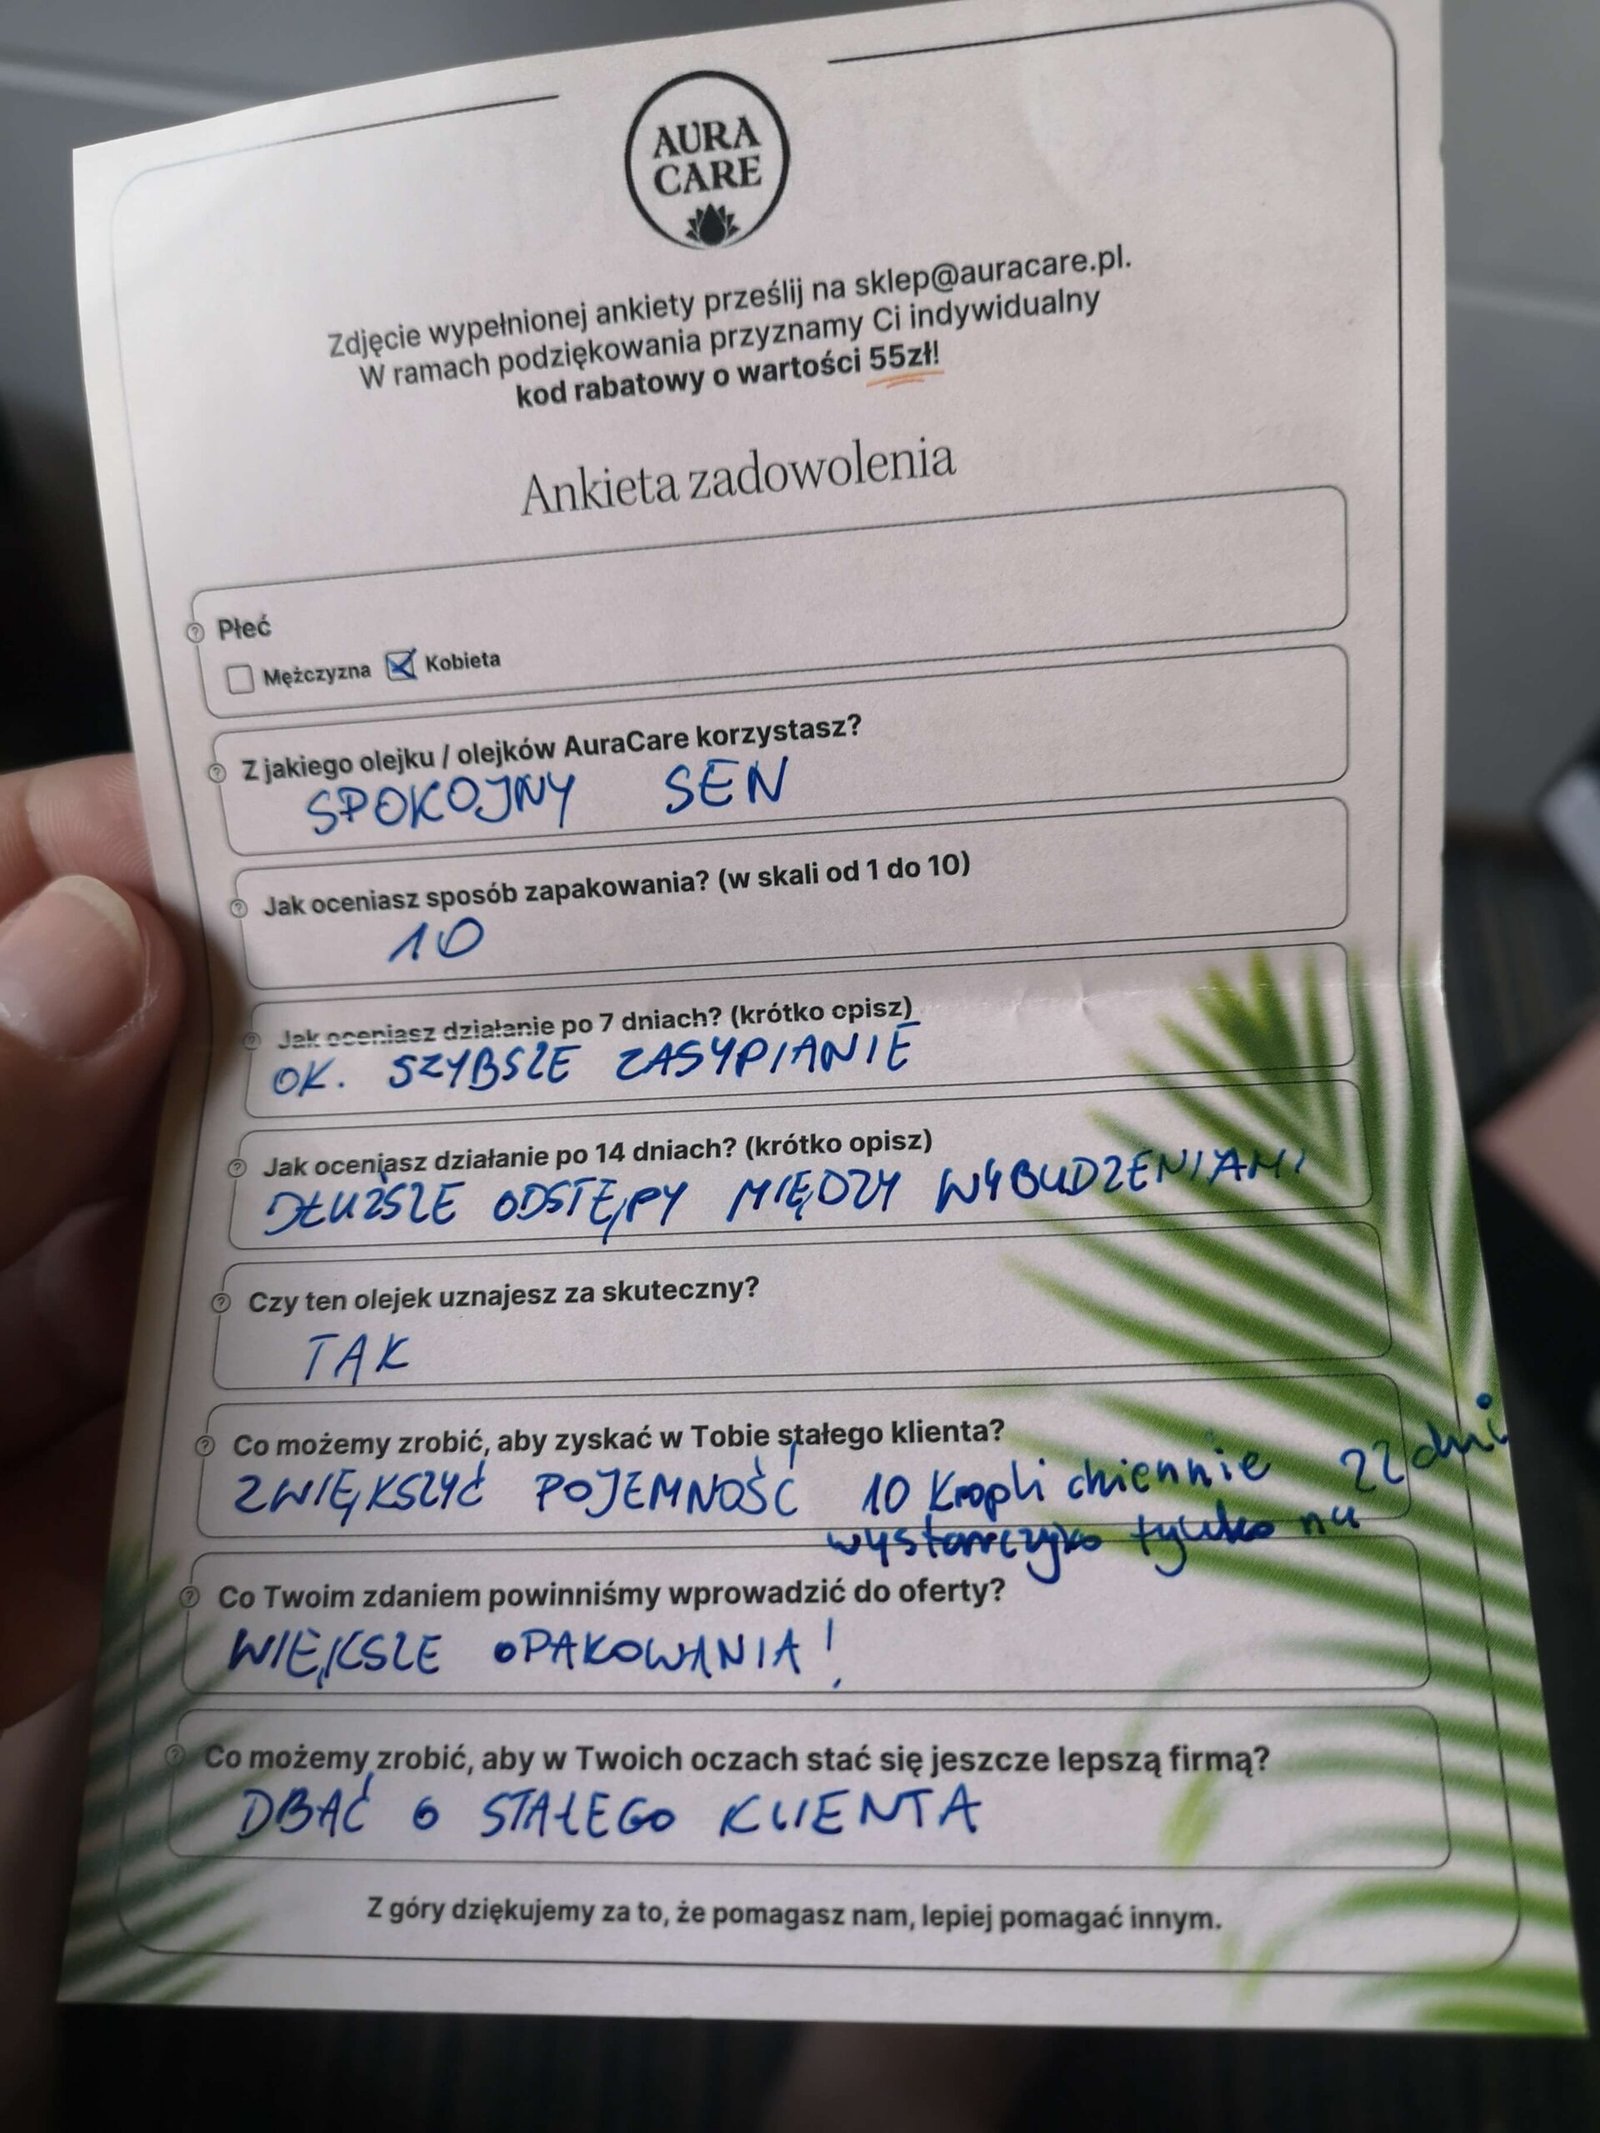 AURA
CARE
Zdjęcie wypełnionej ankiety prześlij na sklep@auracare.pl.
W ramach podziękowania przyznamy Ci indywidualny
kod rabatowy o wartości 55zł!
Ankieta zadowolenia
Płeć
Mężczyzna Kobieta
Z jakiego olejku / olejków AuraCare korzystasz?
SPOKOJNY SEN
Jak oceniasz sposób zapakowania? (w skali od 1 do 10)
10
Jak oceniasz działanie po 7 dniach? (krótko opisz)
OK. SZYBSZE ZASYPIANIE
Jak oceniasz działanie po 14 dniach? (krótko opisz)
DŁUŻSZE ODSTĘPY MIĘDZY WYBUDZENIAMI
Czy ten olejek uznajesz za skuteczny?
TAK
Co możemy zrobić, aby zyskać w Tobie stałego klienta?
ZWIĘKSZYĆ POJEMNOŚĆ 10 kropli dziennie 22 dni
wystarczyło tylko na
Co Twoim zdaniem powinniśmy wprowadzić do oferty?
WIĘKSZE OPAKOWANIA!
Co możemy zrobić, aby w Twoich oczach stać się jeszcze lepszą firmą?
DBAĆ O STAŁEGO KLIENTA
Z góry dziękujemy za to, że pomagasz nam, lepiej pomagać innym.